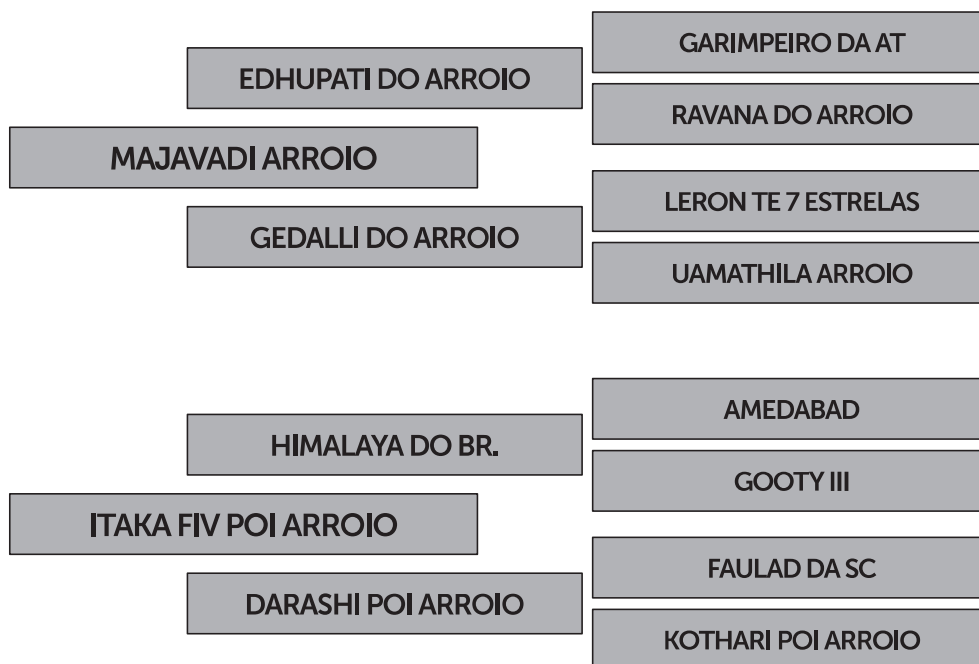 GARIMPEIRO DA AT
EDHUPATI DO ARROIO
RAVANA DO ARROIO
MAJAVADI ARROIO
LERON TE 7 ESTRELAS
GEDALLI DO ARROIO
UAMATHILA ARROIO
AMEDABAD
HIMALAYA DO BR.
GOOTY III
ITAKA FIV POI ARROIO
FAULAD DA SC
DARASHI POI ARROIO
KOTHARI POI ARROIO